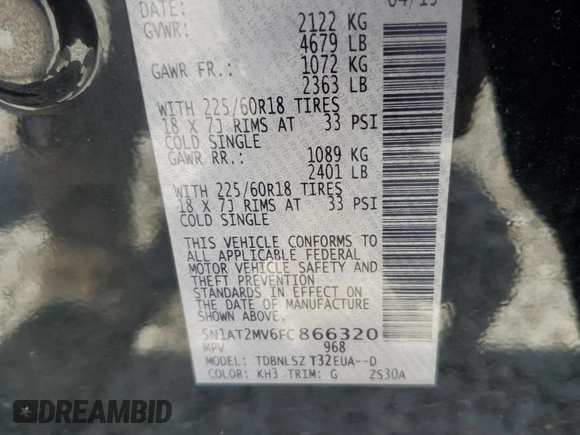 DATE: 04/15
GVWR: 2122 KG
4679 LB
GAWR FR.: 1072 KG
2363 LB
WITH 225/60R18 TIRES
18 X 7J RIMS AT 33 PSI
COLD SINGLE
GAWR RR.: 1089 KG
2401 LB
WITH 225/60R18 TIRES
18 X 7J RIMS AT 33 PSI
COLD SINGLE
THIS VEHICLE CONFORMS TO
ALL APPLICABLE FEDERAL
MOTOR VEHICLE SAFETY AND
THEFT PREVENTION
STANDARDS IN EFFECT ON
THE DATE OF MANUFACTURE
SHOWN ABOVE.
5N1AT2MV6FC866320
MPV 968
MODEL: TDBNLSZ T32EUA--D
COLOR: KH3 TRIM: G ZS30A
DREAMBID
DREAMBID.COM